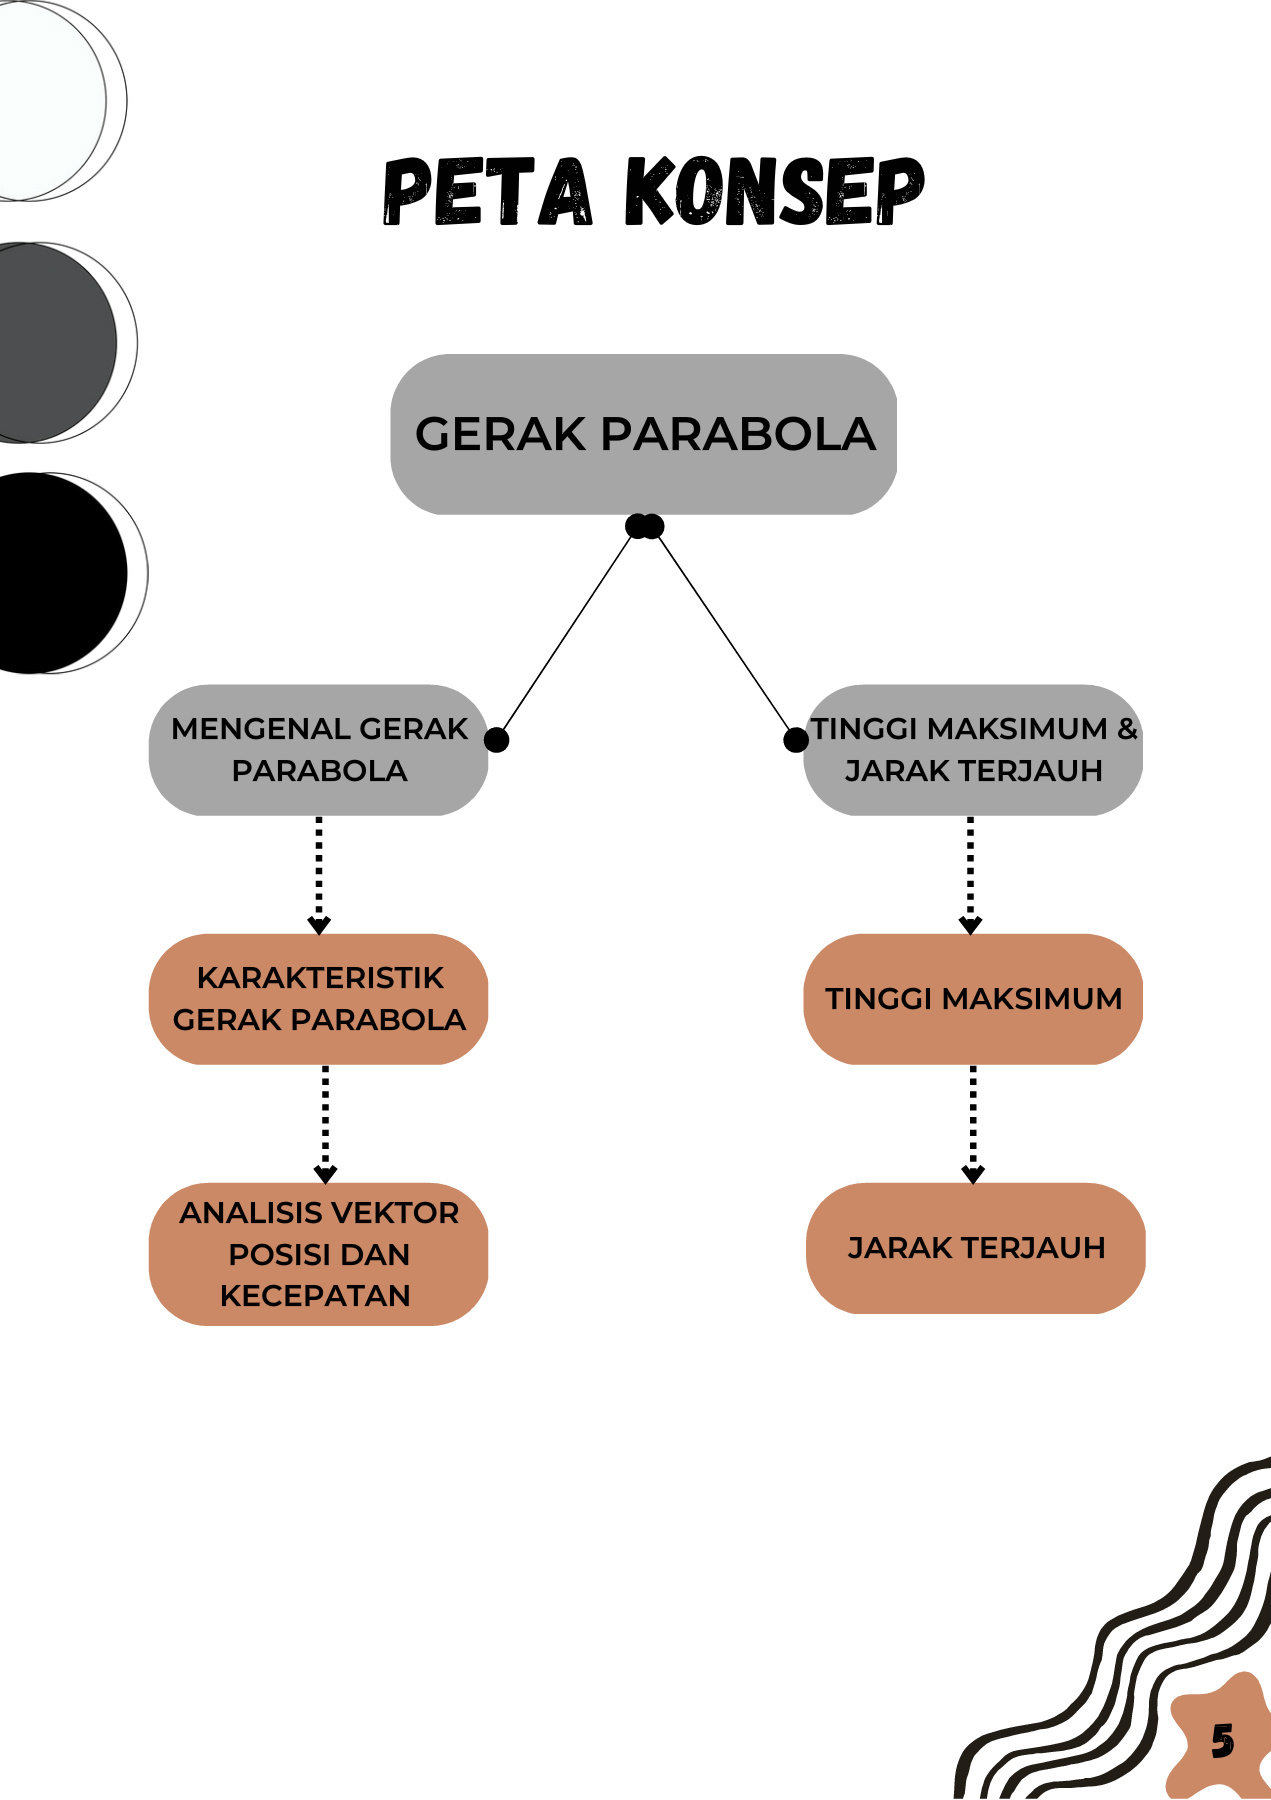 PETA KONSEP
GERAK PARABOLA
MENGENAL GERAK
PARABOLA
TINGGI MAKSIMUM &
JARAK TERJAUH
KARAKTERISTIK
GERAK PARABOLA
TINGGI MAKSIMUM
ANALISIS VEKTOR
POSISI DAN
KECEPATAN
JARAK TERJAUH
5